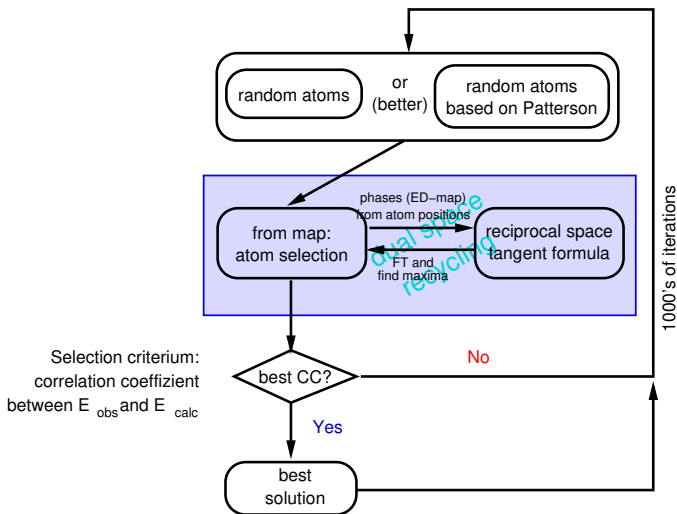 random atoms
or
(better)
random atoms
based on Patterson
phases (ED−map)
from atom positions
dual space
recycling
from map:
atom selection
reciprocal space
tangent formula
FT and
find maxima
1000's of iterations
Selection criterium:
correlation coeffizient
between E obs and E calc
best CC?
No
Yes
best
solution